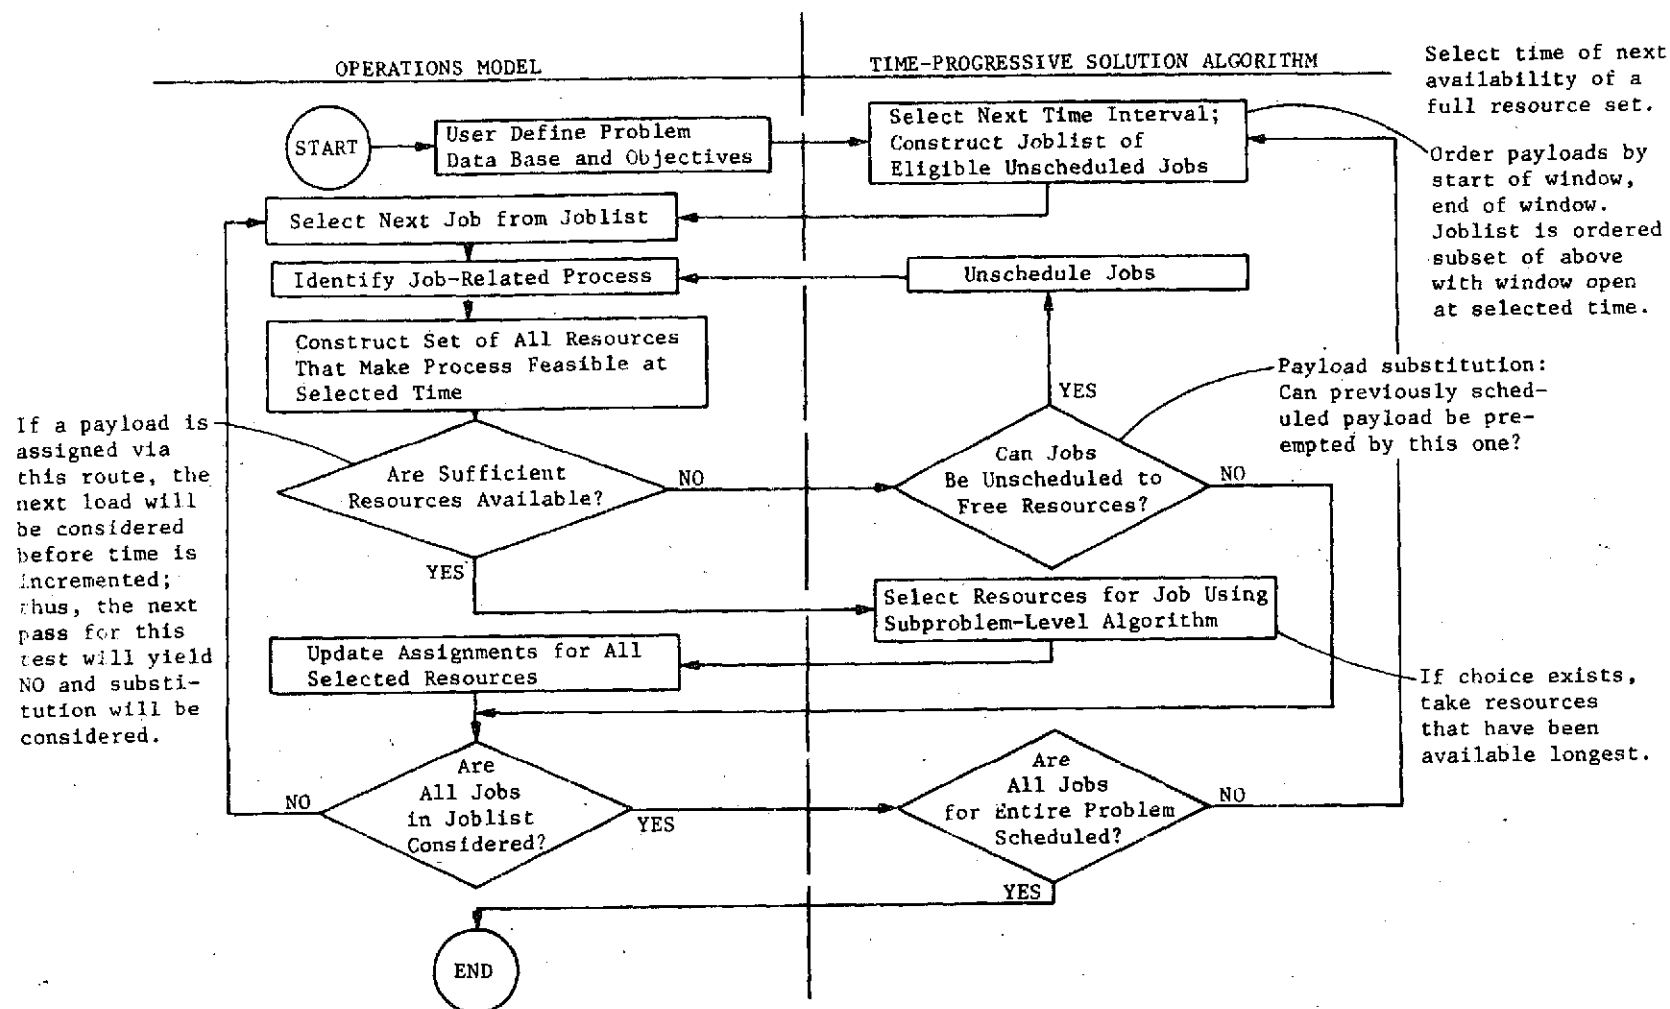 OPERATIONS MODEL
TIME-PROGRESSIVE SOLUTION ALGORITHM
Select time of next
availability of a
full resource set.
START
User Define Problem
Data Base and Objectives
Select Next Time Interval;
Construct Joblist of
Eligible Unscheduled Jobs
Order payloads by
start of window,
end of window.
Joblist is ordered
subset of above
with window open
at selected time.
Select Next Job from Joblist
Identify Job-Related Process
Unschedule Jobs
Construct Set of All Resources
That Make Process Feasible at
Selected Time
YES
Payload substitution:
Can previously sched-
uled payload be pre-
empted by this one?
If a payload is
assigned via
this route, the
next load will
be considered
before time is
incremented;
thus, the next
pass for this
test will yield
NO and substi-
tution will be
considered.
Are Sufficient
Resources Available?
NO
Can Jobs
Be Unscheduled to
Free Resources?
NO
YES
Select Resources for Job Using
Subproblem-Level Algorithm
Update Assignments for All
Selected Resources
If choice exists,
take resources
that have been
available longest.
Are
All Jobs
in Joblist
Considered?
NO
YES
Are
All Jobs
for Entire Problem
Scheduled?
NO
YES
END